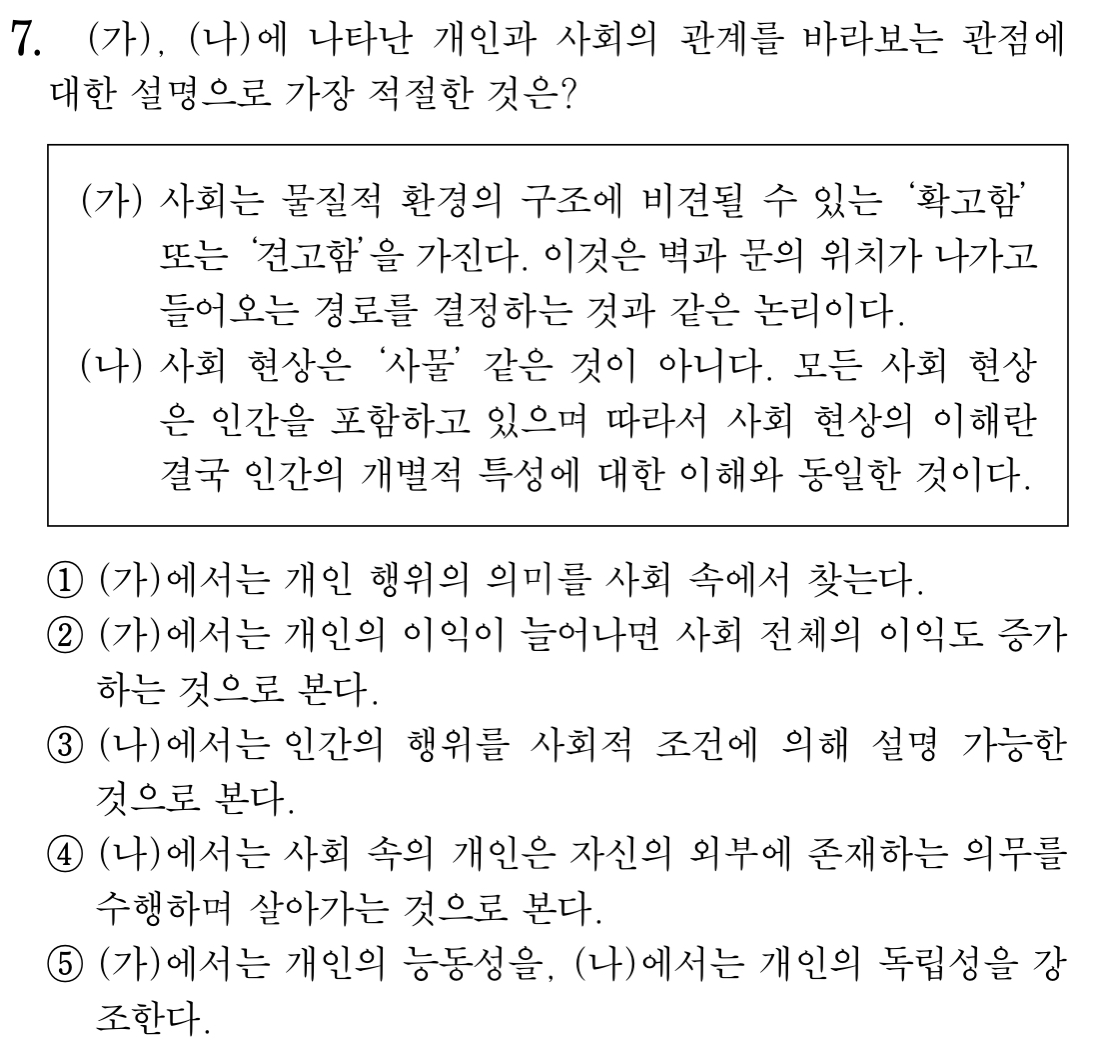 7. (가), (나)에 나타난 개인과 사회의 관계를 바라보는 관점에
대한 설명으로 가장 적절한 것은?
(가) 사회는 물질적 환경의 구조에 비견될 수 있는 ‘확고함’
또는 ‘견고함’을 가진다. 이것은 벽과 문의 위치가 나가고
들어오는 경로를 결정하는 것과 같은 논리이다.
(나) 사회 현상은 ‘사물’ 같은 것이 아니다. 모든 사회 현상
은 인간을 포함하고 있으며 따라서 사회 현상의 이해란
결국 인간의 개별적 특성에 대한 이해와 동일한 것이다.
① (가)에서는 개인 행위의 의미를 사회 속에서 찾는다.
② (가)에서는 개인의 이익이 늘어나면 사회 전체의 이익도 증가
하는 것으로 본다.
③ (나)에서는 인간의 행위를 사회적 조건에 의해 설명 가능한
것으로 본다.
④ (나)에서는 사회 속의 개인은 자신의 외부에 존재하는 의무를
수행하며 살아가는 것으로 본다.
⑤ (가)에서는 개인의 능동성을, (나)에서는 개인의 독립성을 강
조한다.